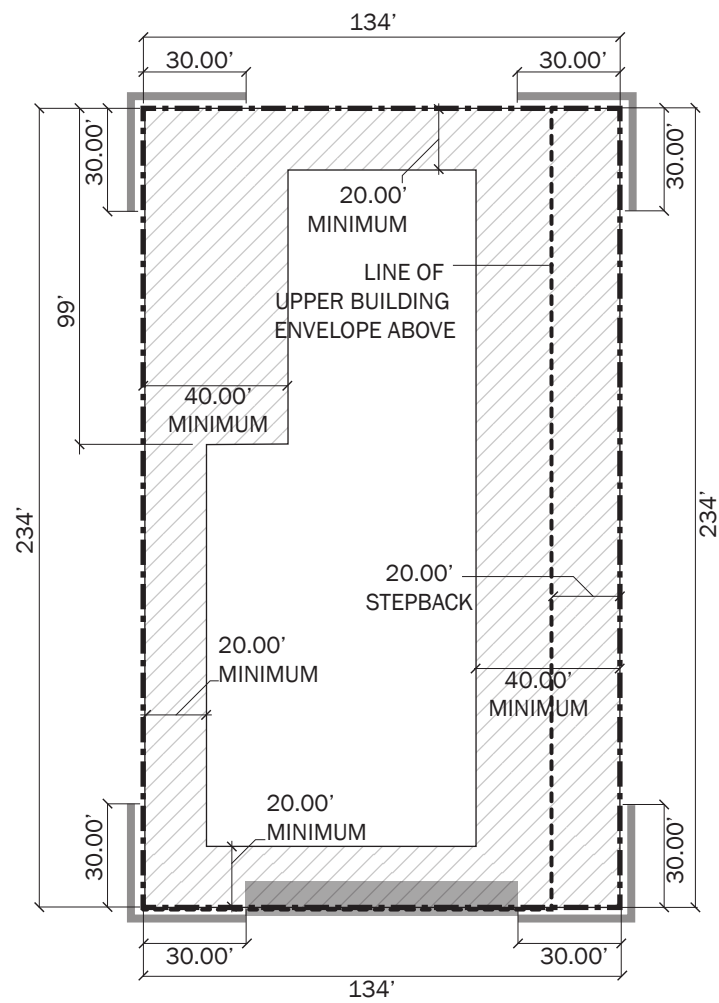 134'
30.00'
30.00'
30.00'
30.00'
20.00'
MINIMUM
LINE OF
UPPER BUILDING
ENVELOPE ABOVE
99'
40.00'
MINIMUM
234'
234'
20.00'
STEPBACK
20.00'
MINIMUM
40.00'
MINIMUM
20.00'
MINIMUM
30.00'
30.00'
30.00'
30.00'
134'